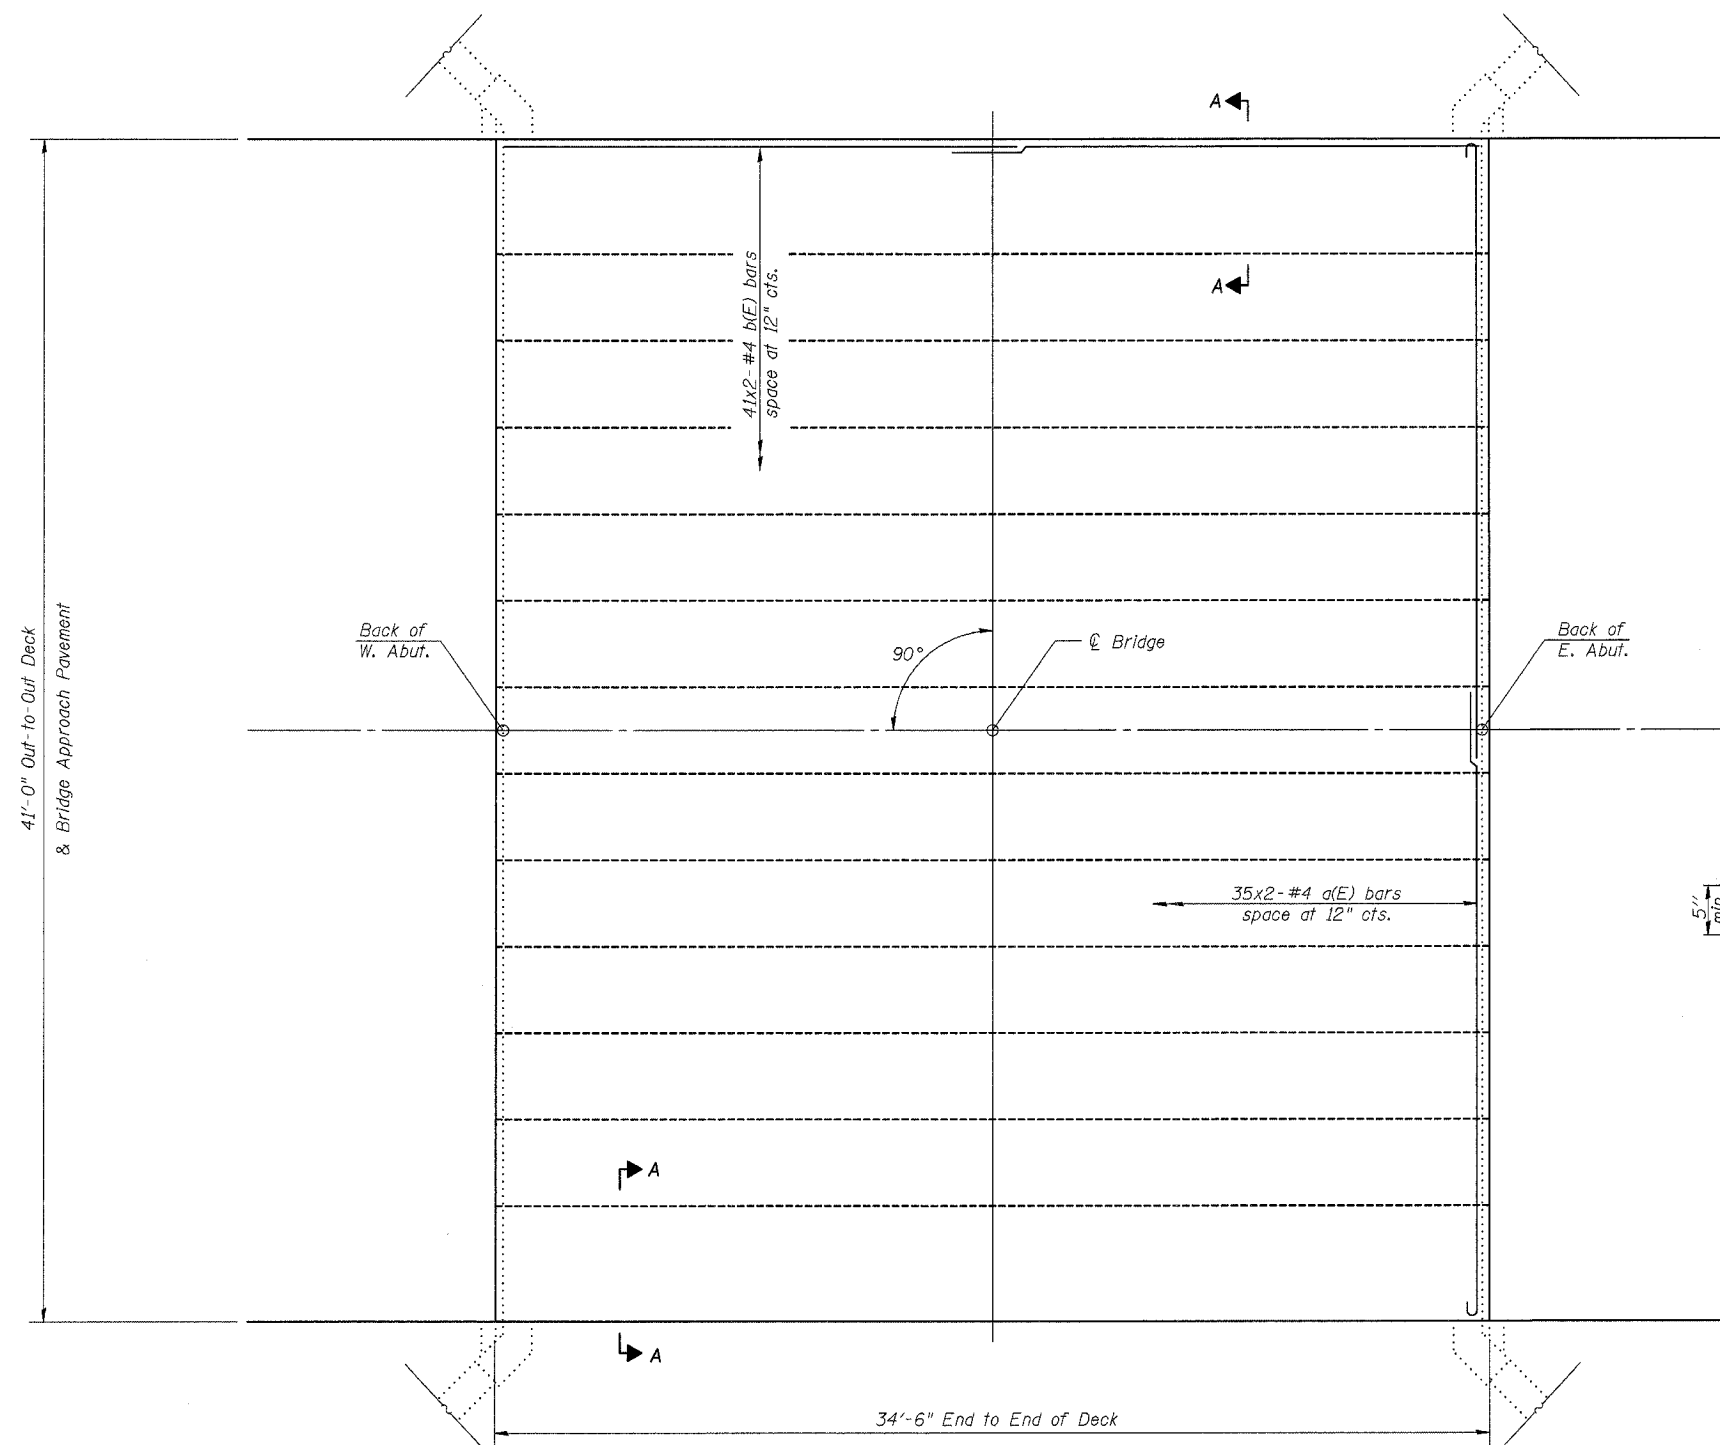 A
41x2-#4 b(E) bars
space at 12" cts.
A
41'-0" Out-to-Out Deck
& Bridge Approach Pavement
Back of
W. Abut.
90°
℄ Bridge
Back of
E. Abut.
35x2-#4 a(E) bars
space at 12" cts.
5"
min.
A
A
34'-6" End to End of Deck